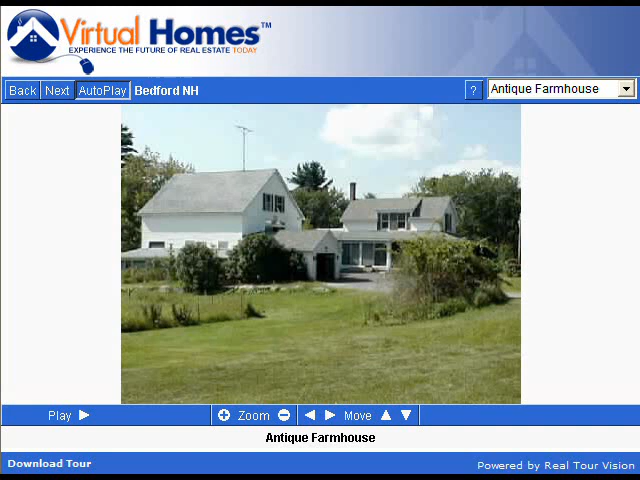 Virtual Homes™
EXPERIENCE THE FUTURE OF REAL ESTATE TODAY
Back Next AutoPlay Bedford NH ? Antique Farmhouse
Play Zoom Move
Antique Farmhouse
Download Tour Powered by Real Tour Vision